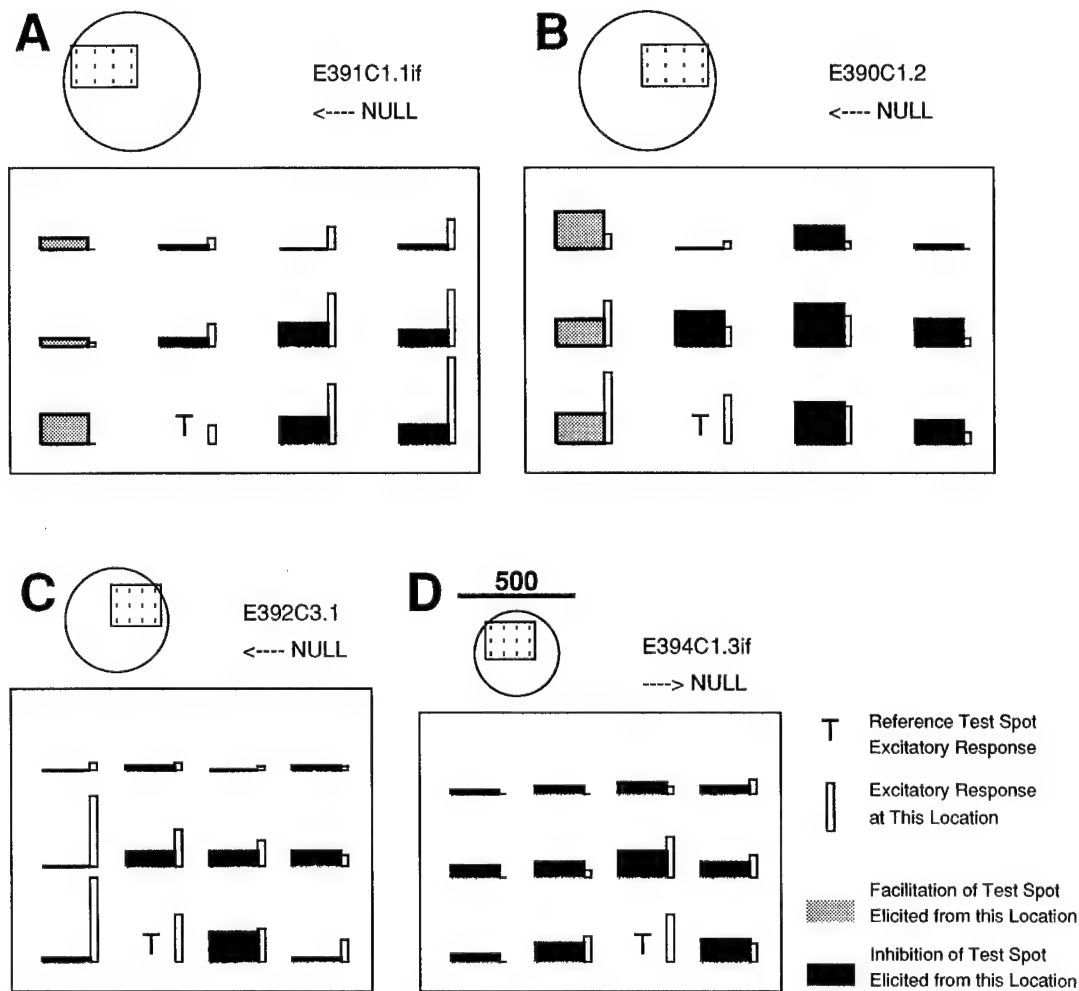 A
E391C1.1if
<---- NULL
B
E390C1.2
<---- NULL
T
T
C
E392C3.1
<---- NULL
D
500
E394C1.3if
----> NULL
T
T
T Reference Test Spot
Excitatory Response
Excitatory Response
at This Location
Facilitation of Test Spot
Elicited from this Location
Inhibition of Test Spot
Elicited from this Location